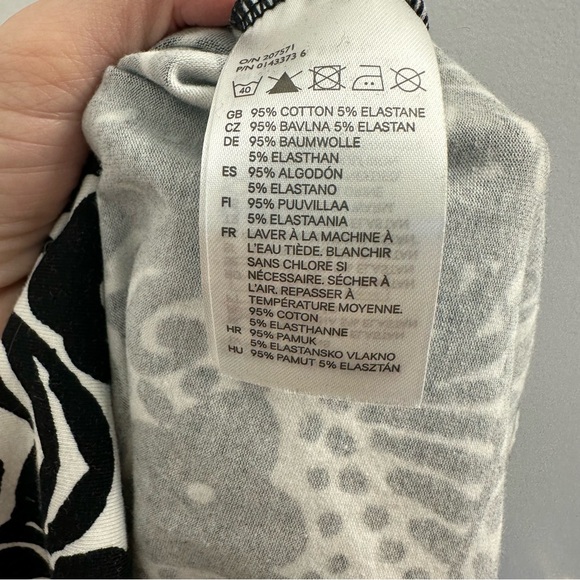 O/N 207571
P/N 0143373 6
40
GB 95% COTTON 5% ELASTANE
CZ 95% BAVLNA 5% ELASTAN
DE 95% BAUMWOLLE
5% ELASTHAN
ES 95% ALGODÓN
5% ELASTANO
FI 95% PUUVILLAA
5% ELASTAANIA
FR LAVER À LA MACHINE À
L'EAU TIÈDE. BLANCHIR
SANS CHLORE SI
NÉCESSAIRE. SÉCHER À
L'AIR. REPASSER À
TEMPÉRATURE MOYENNE.
95% COTON
5% ELASTHANNE
HR 95% PAMUK
5% ELASTANSKO VLAKNO
HU 95% PAMUT 5% ELASZTÁN